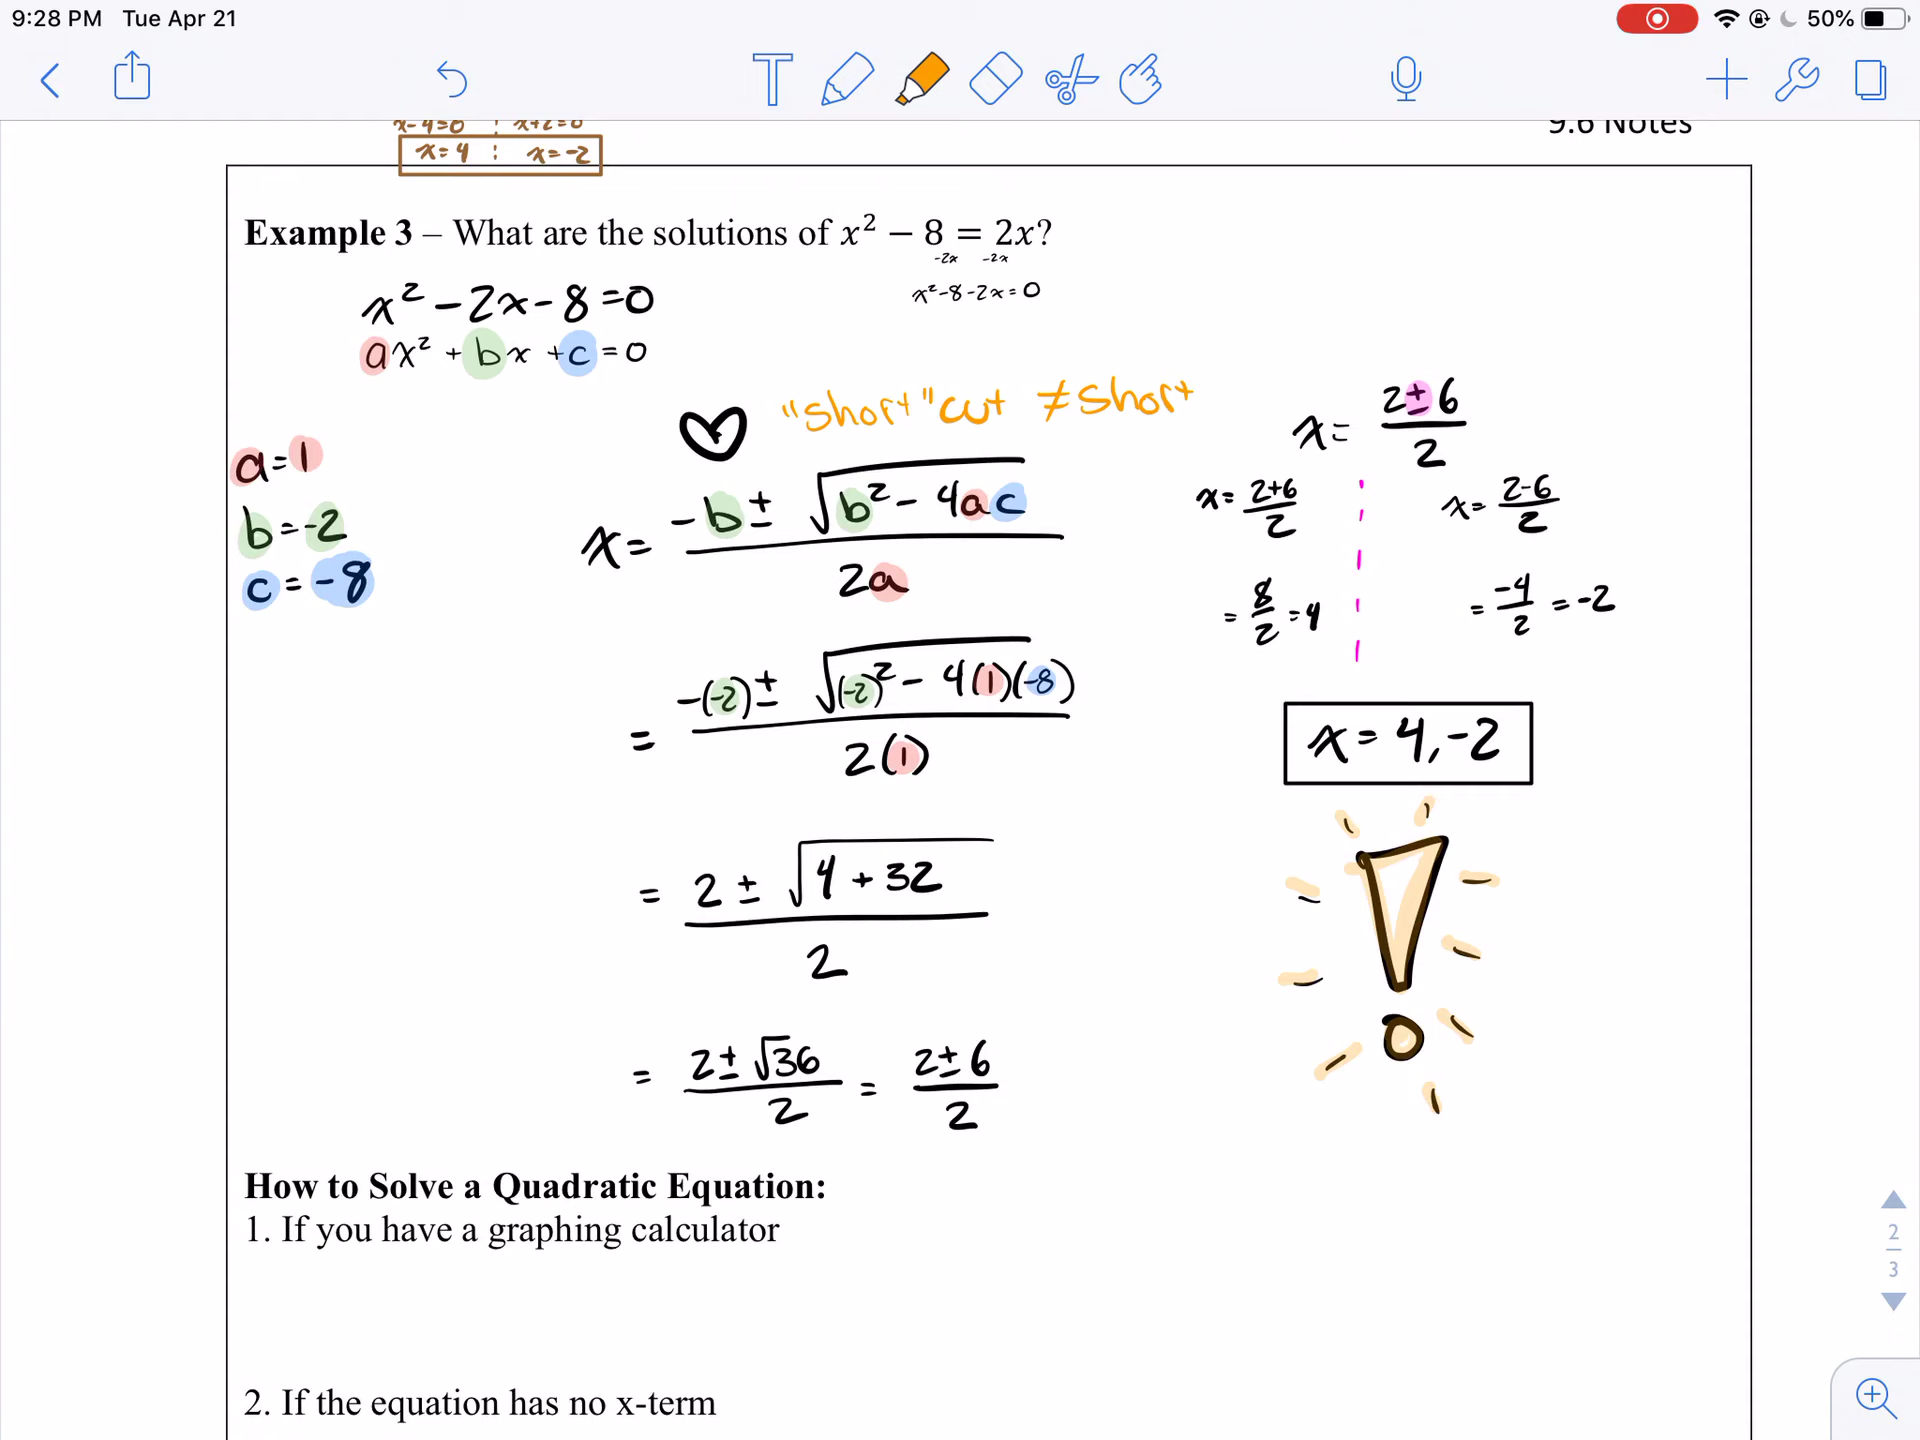 9:28 PM Tue Apr 21
50%
T
x-4=0 ¦ x+2=0
x=4 ¦ x=-2
9.6 Notes
Example 3 – What are the solutions of x² − 8 = 2x?
-2x -2x
x²-8-2x=0
x²-2x-8=0
ax²+bx+c=0
"short" cut ≠ short
a=1
b=-2
c=-8
x= (-b ± √(b²-4ac)) / 2a
= (-(-2) ± √((-2)²-4(1)(-8))) / 2(1)
= (2 ± √(4+32)) / 2
= (2±√36)/2 = (2±6)/2
x= (2±6)/2
x= (2+6)/2
= 8/2 =4
x= (2-6)/2
= -4/2 = -2
x= 4,-2
!
How to Solve a Quadratic Equation:
1. If you have a graphing calculator
2. If the equation has no x-term
2
3